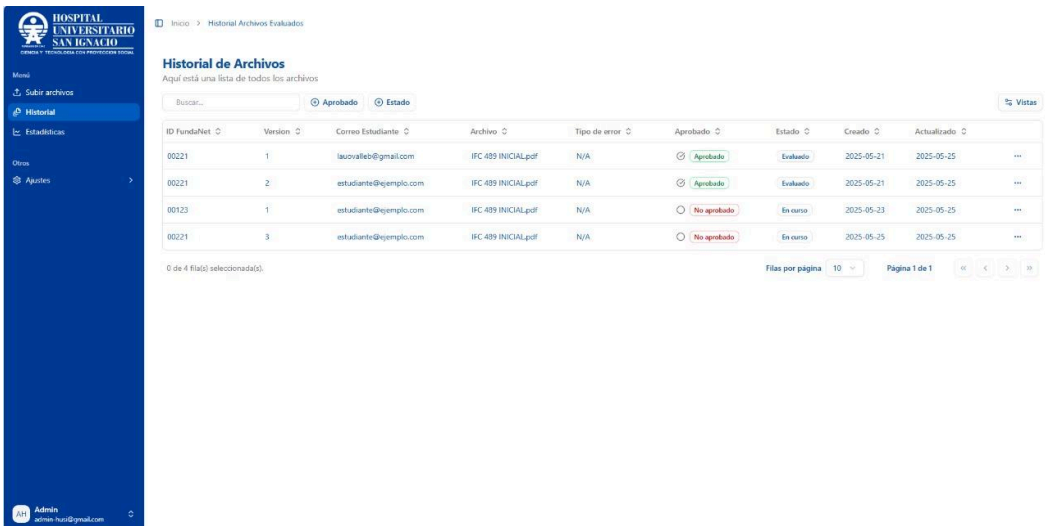 HOSPITAL
UNIVERSITARIO
SAN IGNACIO
CIENCIA Y TECNOLOGIA CON PROYECCION SOCIAL
Menú
Subir archivos
Historial
Estadísticas
Otros
Ajustes
AH Admin
admin-husi@gmail.com
Inicio > Historial Archivos Evaluados
Historial de Archivos
Aquí está una lista de todos los archivos
Buscar... Aprobado Estado Vistas
ID FundaNet Version Correo Estudiante Archivo Tipo de error Aprobado Estado Creado Actualizado
00221 1 lauovalleb@gmail.com IFC 489 INICIAL.pdf N/A Aprobado Evaluado 2025-05-21 2025-05-25 ...
00221 2 estudiante@ejemplo.com IFC 489 INICIAL.pdf N/A Aprobado Evaluado 2025-05-21 2025-05-25 ...
00123 1 estudiante@ejemplo.com IFC 489 INICIAL.pdf N/A No aprobado En curso 2025-05-23 2025-05-25 ...
00221 3 estudiante@ejemplo.com IFC 489 INICIAL.pdf N/A No aprobado En curso 2025-05-25 2025-05-25 ...
0 de 4 fila(s) seleccionada(s). Filas por página 10 Página 1 de 1 « < > »